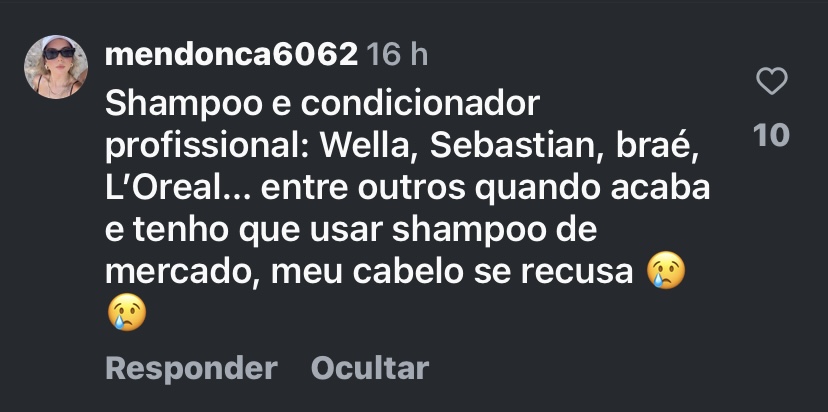 mendonca6062 16 h
Shampoo e condicionador
profissional: Wella, Sebastian, braé,
L’Oreal... entre outros quando acaba
e tenho que usar shampoo de
mercado, meu cabelo se recusa 😢
😢
10
Responder Ocultar